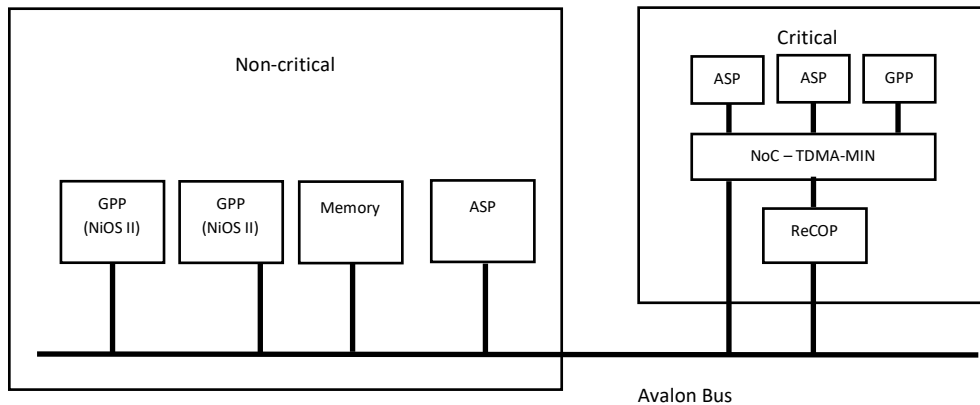 Non-critical
GPP
(NiOS II)
GPP
(NiOS II)
Memory
ASP
Critical
ASP
ASP
GPP
NoC – TDMA-MIN
ReCOP
Avalon Bus